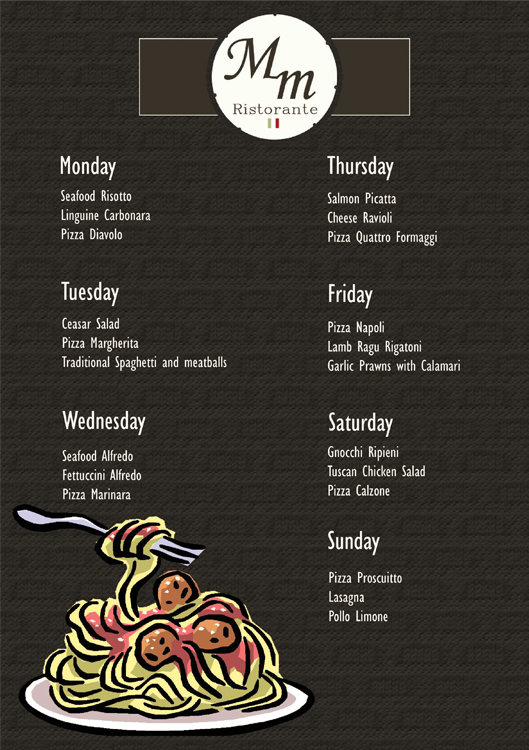 Mm
Ristorante
Monday
Seafood Risotto
Linguine Carbonara
Pizza Diavolo
Tuesday
Ceasar Salad
Pizza Margherita
Traditional Spaghetti and meatballs
Wednesday
Seafood Alfredo
Fettuccini Alfredo
Pizza Marinara
Thursday
Salmon Picatta
Cheese Ravioli
Pizza Quattro Formaggi
Friday
Pizza Napoli
Lamb Ragu Rigatoni
Garlic Prawns with Calamari
Saturday
Gnocchi Ripieni
Tuscan Chicken Salad
Pizza Calzone
Sunday
Pizza Proscuitto
Lasagna
Pollo Limone